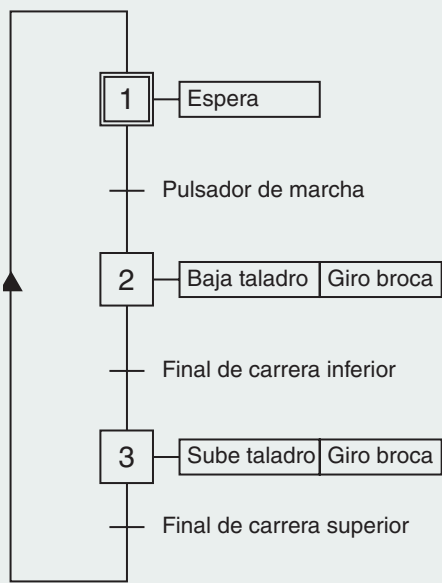 1 Espera
Pulsador de marcha
2 Baja taladro Giro broca
Final de carrera inferior
3 Sube taladro Giro broca
Final de carrera superior